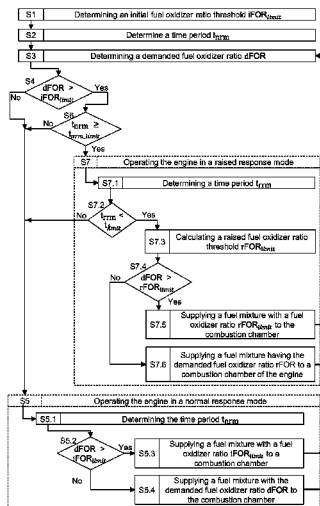 S1 Determining an initial fuel oxidizer ratio threshold iFORlimit
S2 Determine a time period tnrm
S3 Determining a demanded fuel oxidizer ratio dFOR
S4
dFOR >
iFORlimit
Yes
No
S6
tnrm ≥
tnrm_limit
No
Yes
S7 Operating the engine in a raised response mode
S7.1 Determining a time period trrm
S7.2
trrm <
tlimit
No
Yes
S7.3 Calculating a raised fuel oxidizer ratio
threshold rFORlimit
S7.4
dFOR >
rFORlimit
No
Yes
S7.5 Supplying a fuel mixture with a fuel
oxidizer ratio rFORlimit to the
combustion chamber
S7.6 Supplying a fuel mixture having the
demanded fuel oxidizer ratio rFOR to a
combustion chamber of the engine
S5 Operating the engine in a normal response mode
S5.1 Determining the time period tnrm
S5.2
dFOR >
iFORlimit
Yes
No
S5.3 Supplying a fuel mixture with a fuel
oxidizer ratio iFORlimit to a
combustion chamber
S5.4 Supplying a fuel mixture with the
demanded fuel oxidizer ratio dFOR to
the combustion chamber